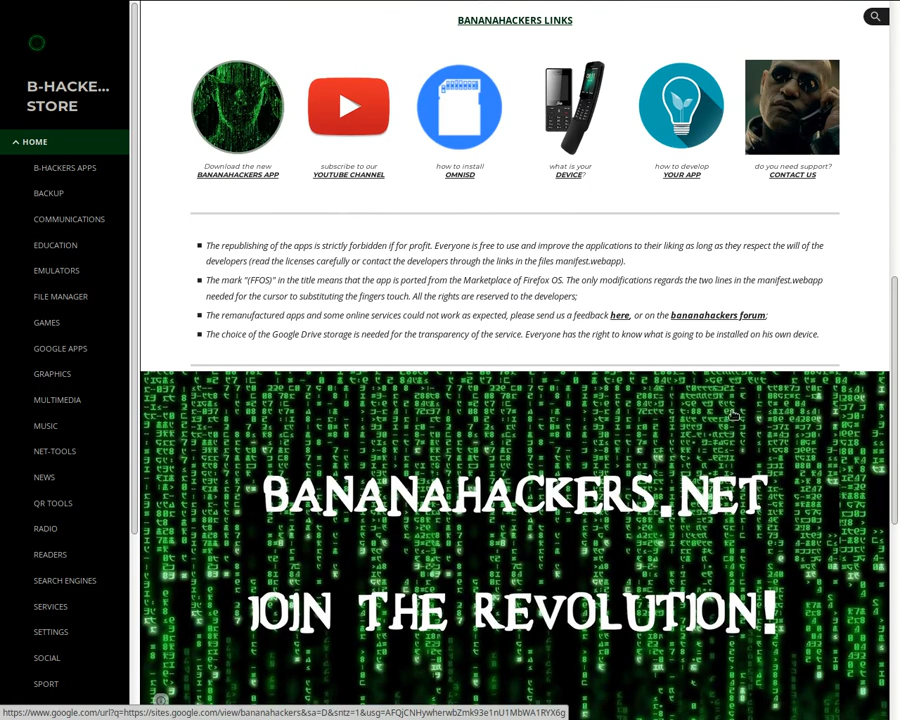 BANANAHACKERS LINKS
B-HACKE...
STORE
HOME
B-HACKERS APPS
BACKUP
COMMUNICATIONS
EDUCATION
EMULATORS
FILE MANAGER
GAMES
GOOGLE APPS
GRAPHICS
MULTIMEDIA
MUSIC
NET-TOOLS
NEWS
QR TOOLS
RADIO
READERS
SEARCH ENGINES
SERVICES
SETTINGS
SOCIAL
SPORT
Download the new
BANANAHACKERS APP
subscribe to our
YOUTUBE CHANNEL
how to install
OMNISD
what is your
DEVICE?
how to develop
YOUR APP
do you need support?
CONTACT US
The republishing of the apps is strictly forbidden if for profit. Everyone is free to use and improve the applications to their liking as long as they respect the will of the
developers (read the licenses carefully or contact the developers through the links in the files manifest.webapp).
The mark "(FFOS)" in the title means that the app is ported from the Marketplace of Firefox OS. The only modifications regards the two lines in the manifest.webapp
needed for the cursor to substituting the fingers touch. All the rights are reserved to the developers;
The remanufactured apps and some online services could not work as expected, please send us a feedback here, or on the bananahackers forum;
The choice of the Google Drive storage is needed for the transparency of the service. Everyone has the right to know what is going to be installed on his own device.
BANANAHACKERS.NET
JOIN THE REVOLUTION!
https://www.google.com/url?q=https://sites.google.com/view/bananahackers&sa=D&sntz=1&usg=AFQjCNHywherwbZmk93e1nU1MbWA1RYX6g